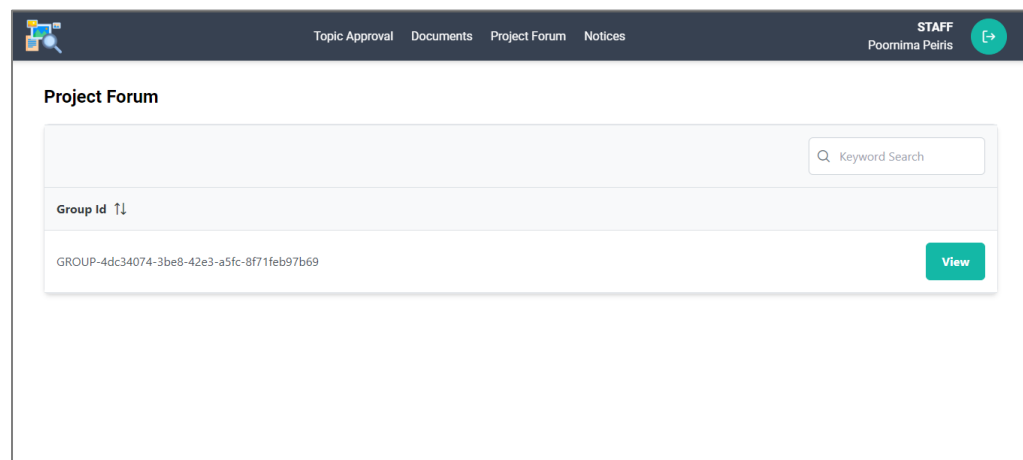 Topic Approval Documents Project Forum Notices
STAFF
Poornima Peiris
Project Forum
Keyword Search
Group Id
GROUP-4dc34074-3be8-42e3-a5fc-8f71feb97b69
View